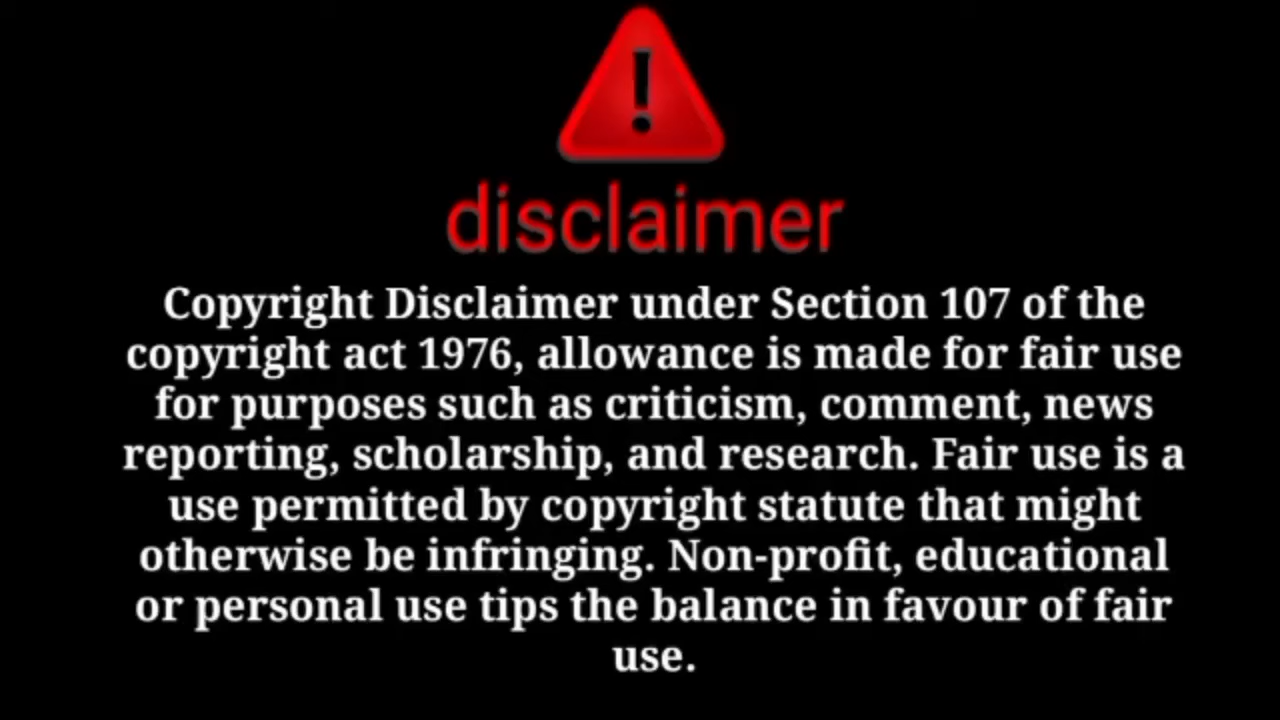 !
disclaimer
Copyright Disclaimer under Section 107 of the
copyright act 1976, allowance is made for fair use
for purposes such as criticism, comment, news
reporting, scholarship, and research. Fair use is a
use permitted by copyright statute that might
otherwise be infringing. Non-profit, educational
or personal use tips the balance in favour of fair
use.